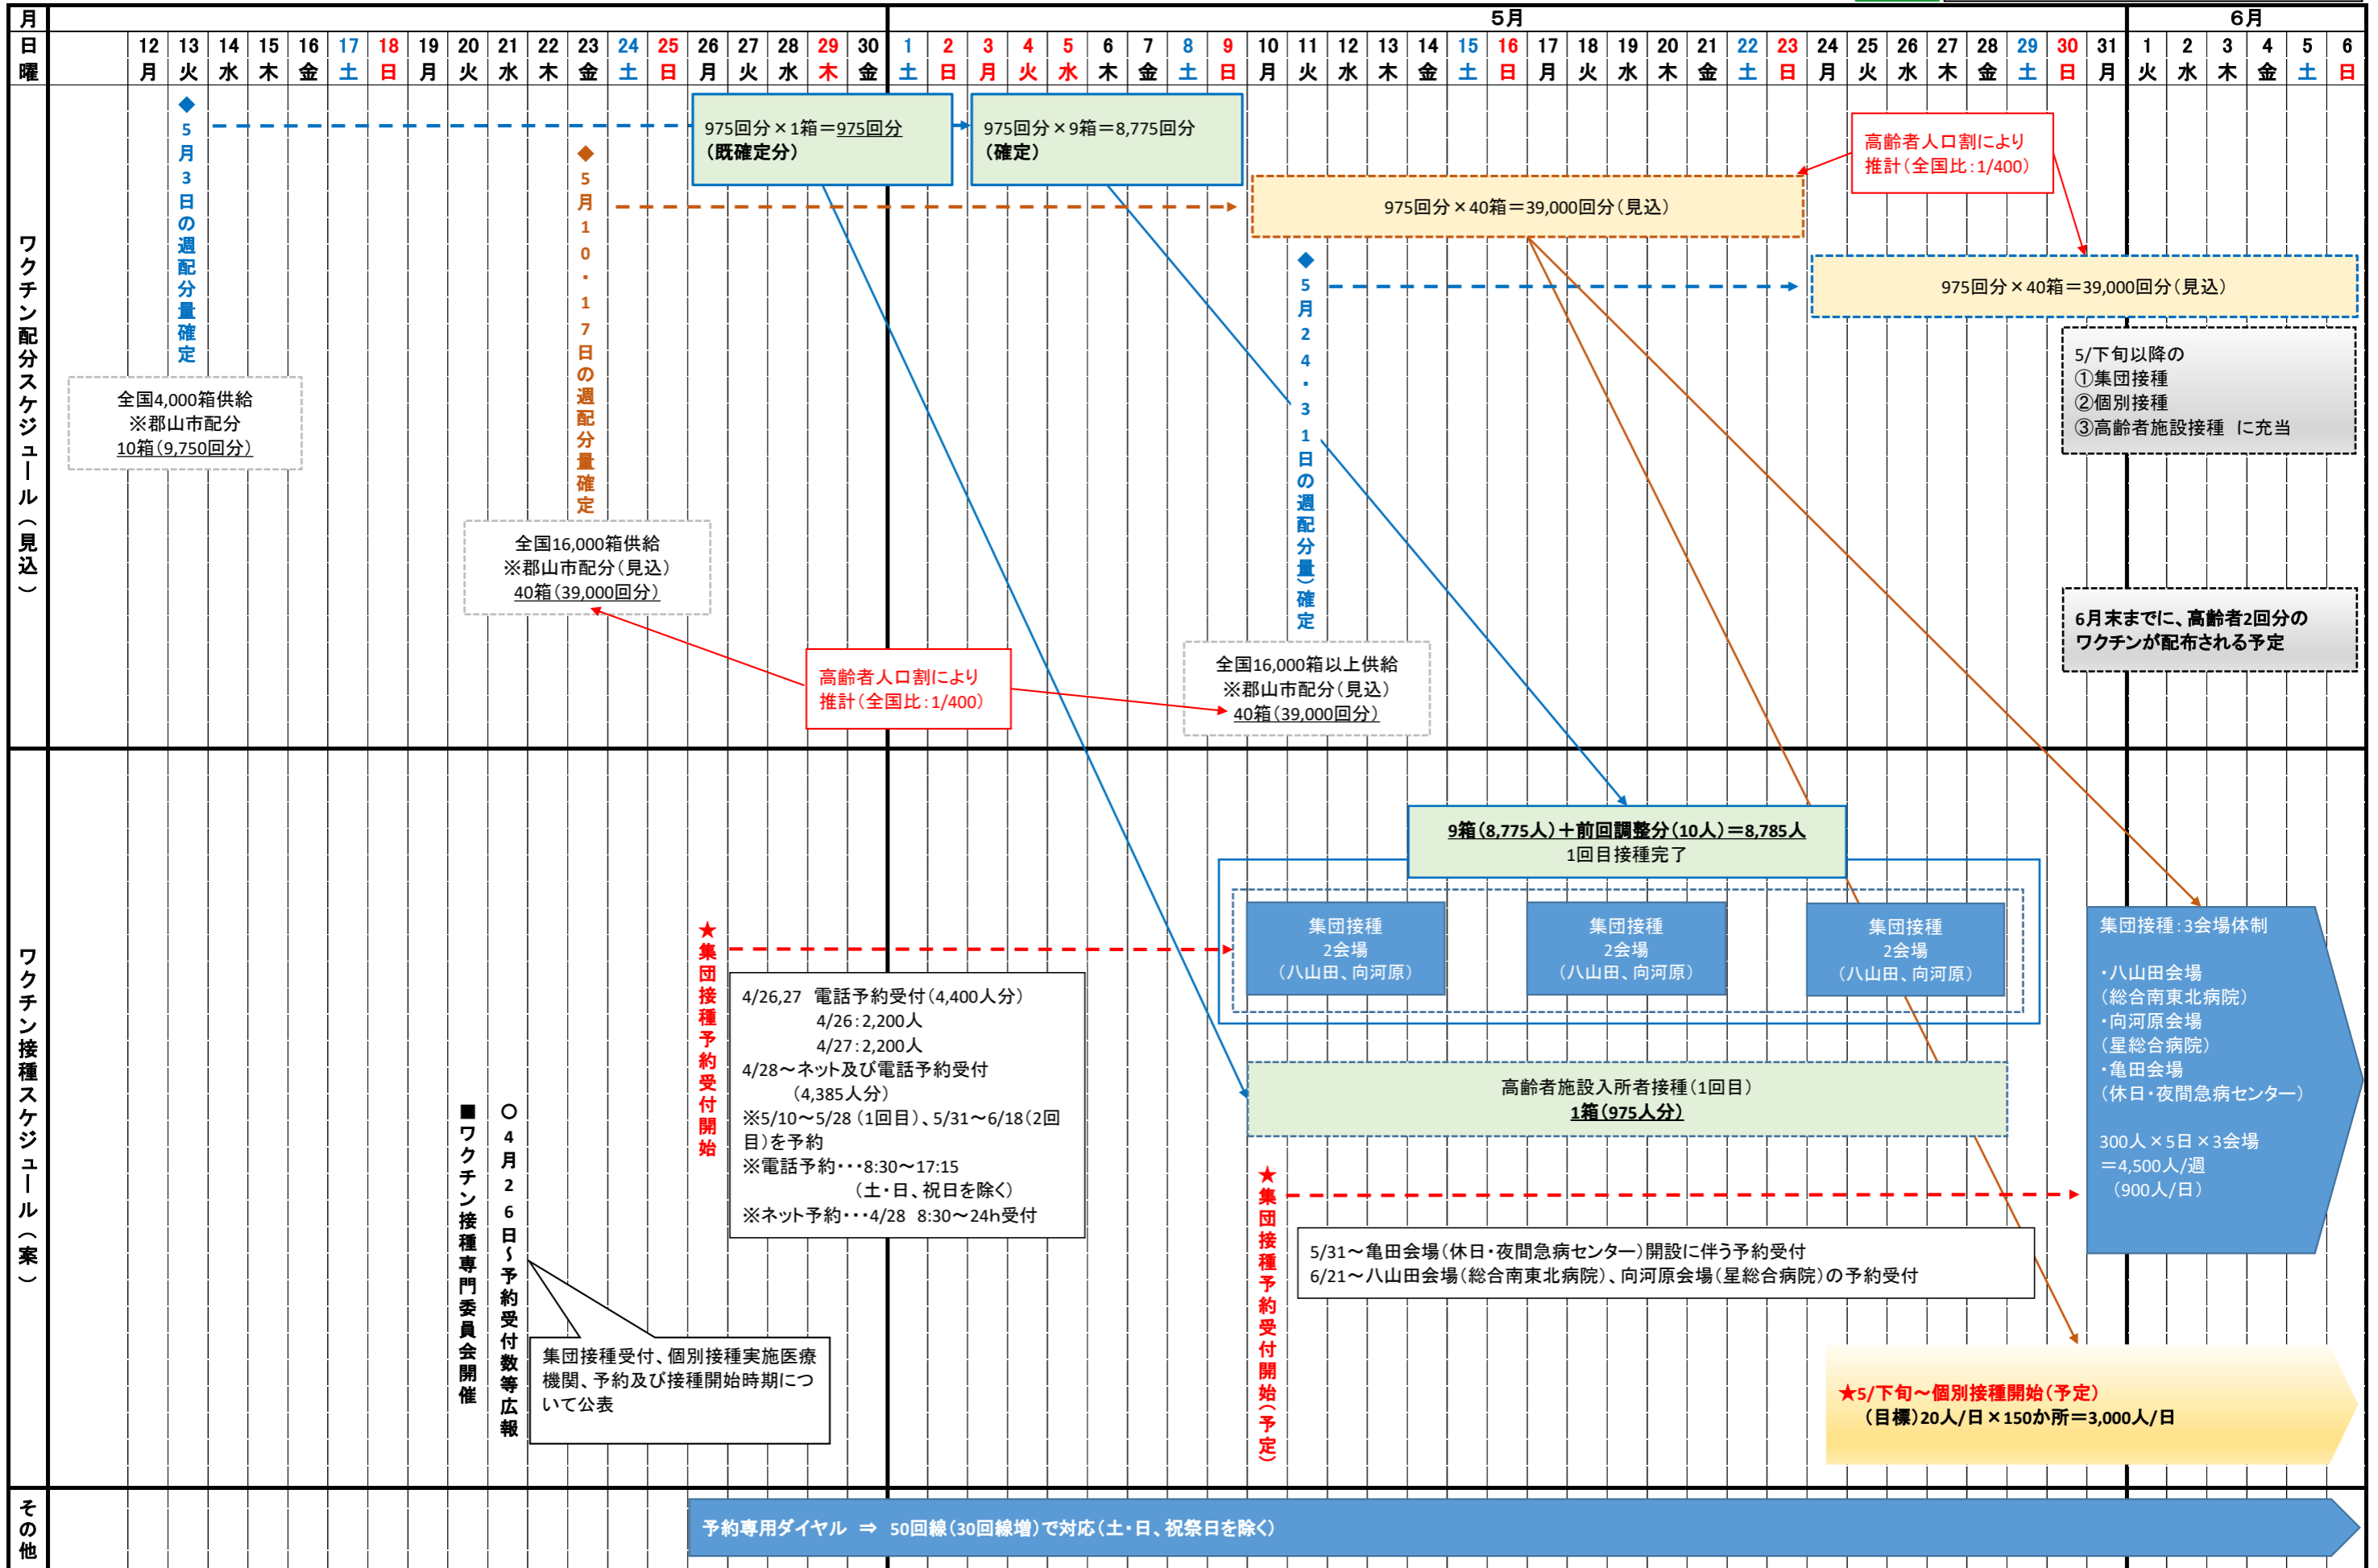 月
5月
6月
日
12 13 14 15 16 17 18 19 20 21 22 23 24 25 26 27 28 29 30 1 2 3 4 5 6 7 8 9 10 11 12 13 14 15 16 17 18 19 20 21 22 23 24 25 26 27 28 29 30 31 1 2 3 4 5 6
曜
月 火 水 木 金 土 日 月 火 水 木 金 土 日 月 火 水 木 金 土 日 月 火 水 木 金 土 日 月 火 水 木 金 土 日 月 火 水 木 金 土 日 月 火 水 木 金 土 日 月 火 水 木 金 土 日
ワクチン配分スケジュール(見込)
◆5月3日の週配分量確定
全国4,000箱供給
※郡山市配分
10箱(9,750回分)
◆5月10・17日の週配分量確定
全国16,000箱供給
※郡山市配分(見込)
40箱(39,000回分)
975回分×1箱=975回分
(既確定分)
975回分×9箱=8,775回分
(確定)
975回分×40箱=39,000回分(見込)
高齢者人口割により
推計(全国比:1/400)
◆5月24・31日の週配分量)確定
975回分×40箱=39,000回分(見込)
5/下旬以降の
①集団接種
②個別接種
③高齢者施設接種 に充当
6月末までに、高齢者2回分の
ワクチンが配布される予定
高齢者人口割により
推計(全国比:1/400)
全国16,000箱以上供給
※郡山市配分(見込)
40箱(39,000回分)
ワクチン接種スケジュール(案)
■ワクチン接種専門委員会開催
○4月26日~予約受付数等広報
集団接種受付、個別接種実施医療
機関、予約及び接種開始時期につ
いて公表
★集団接種予約受付開始
4/26,27 電話予約受付(4,400人分)
4/26:2,200人
4/27:2,200人
4/28~ネット及び電話予約受付
(4,385人分)
※5/10~5/28 (1回目)、5/31~6/18(2回
目)を予約
※電話予約・・・8:30~17:15
(土・日、祝日を除く)
※ネット予約・・・4/28 8:30~24h受付
9箱(8,775人)+前回調整分(10人)=8,785人
1回目接種完了
集団接種
2会場
(八山田、向河原)
集団接種
2会場
(八山田、向河原)
集団接種
2会場
(八山田、向河原)
高齢者施設入所者接種(1回目)
1箱(975人分)
★集団接種予約受付開始(予定)
5/31~亀田会場(休日・夜間急病センター)開設に伴う予約受付
6/21~八山田会場(総合南東北病院)、向河原会場(星総合病院)の予約受付
集団接種:3会場体制
・八山田会場
(総合南東北病院)
・向河原会場
(星総合病院)
・亀田会場
(休日・夜間急病センター)
300人×5日×3会場
=4,500人/週
(900人/日)
★5/下旬~個別接種開始(予定)
(目標)20人/日×150か所=3,000人/日
その他
予約専用ダイヤル ⇒ 50回線(30回線増)で対応(土・日、祝祭日を除く)